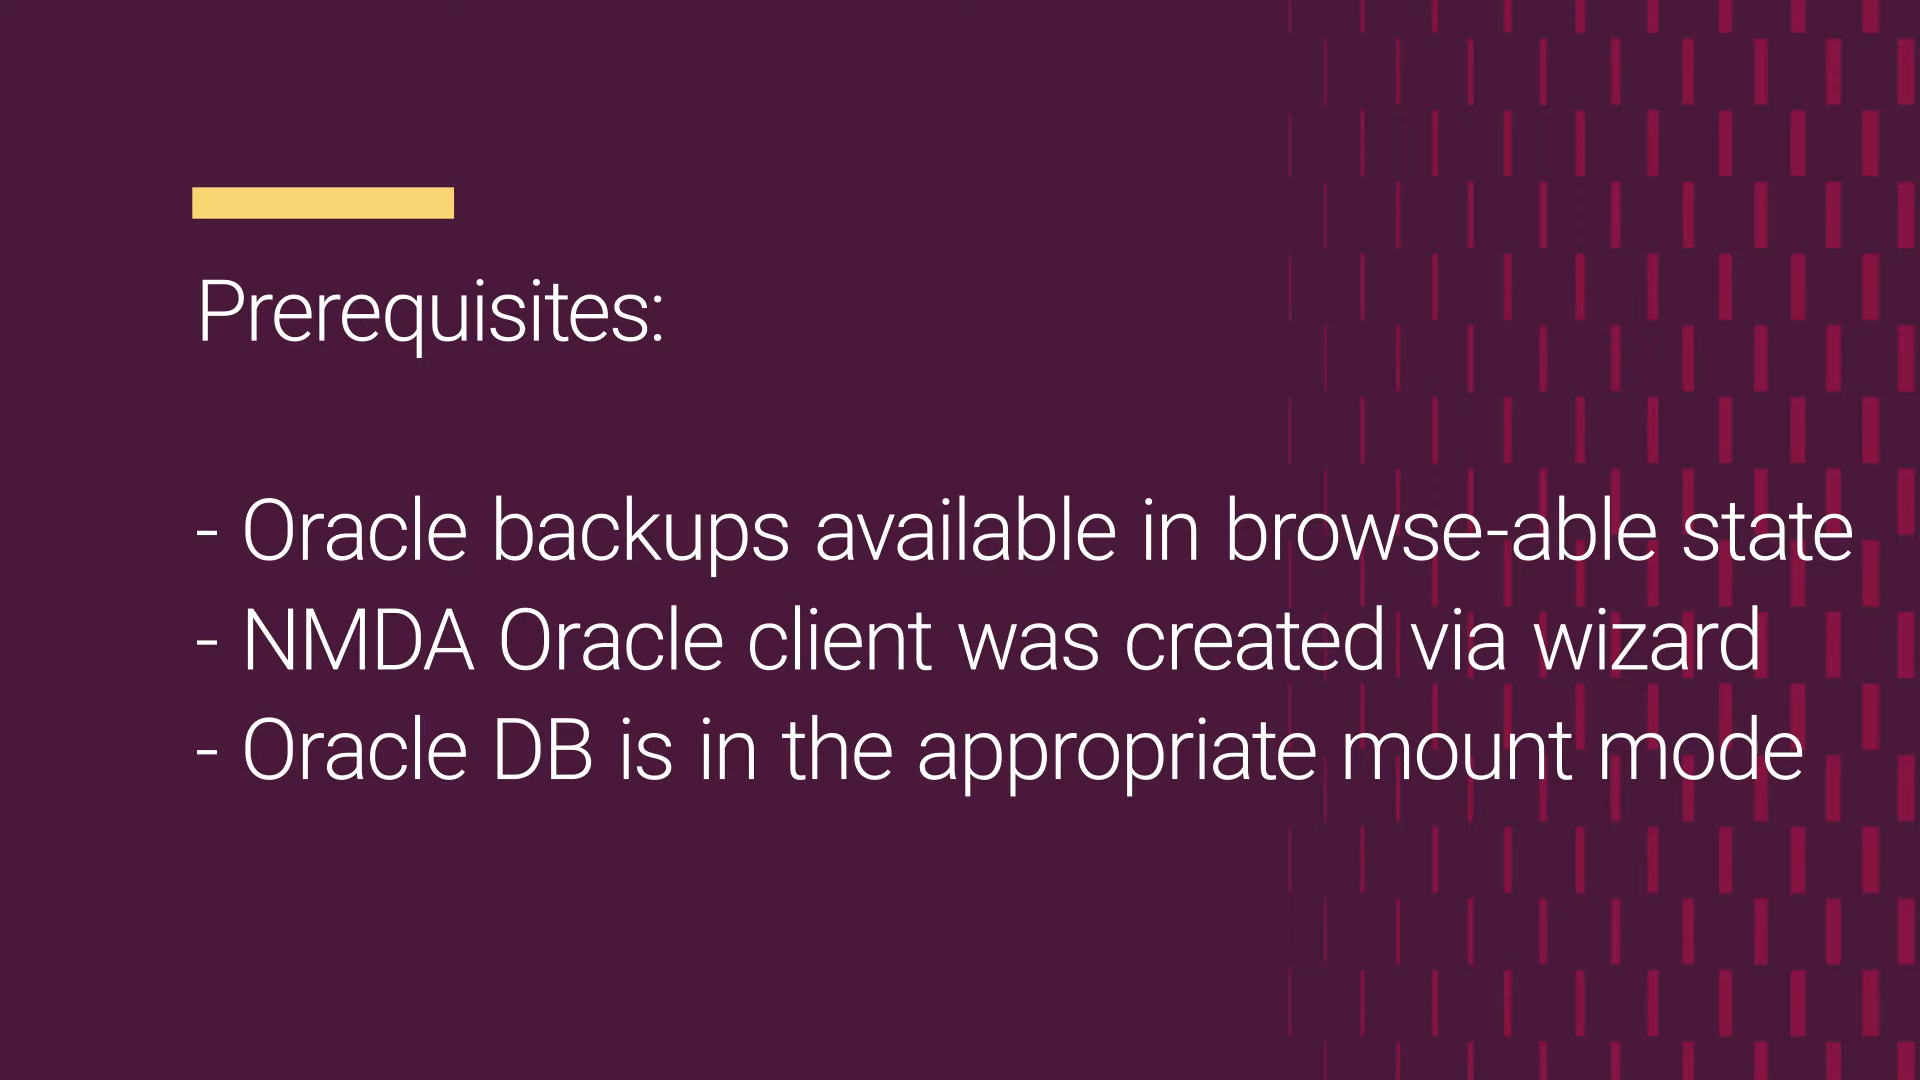 Prerequisites:
- Oracle backups available in browse-able state
- NMDA Oracle client was created via wizard
- Oracle DB is in the appropriate mount mode